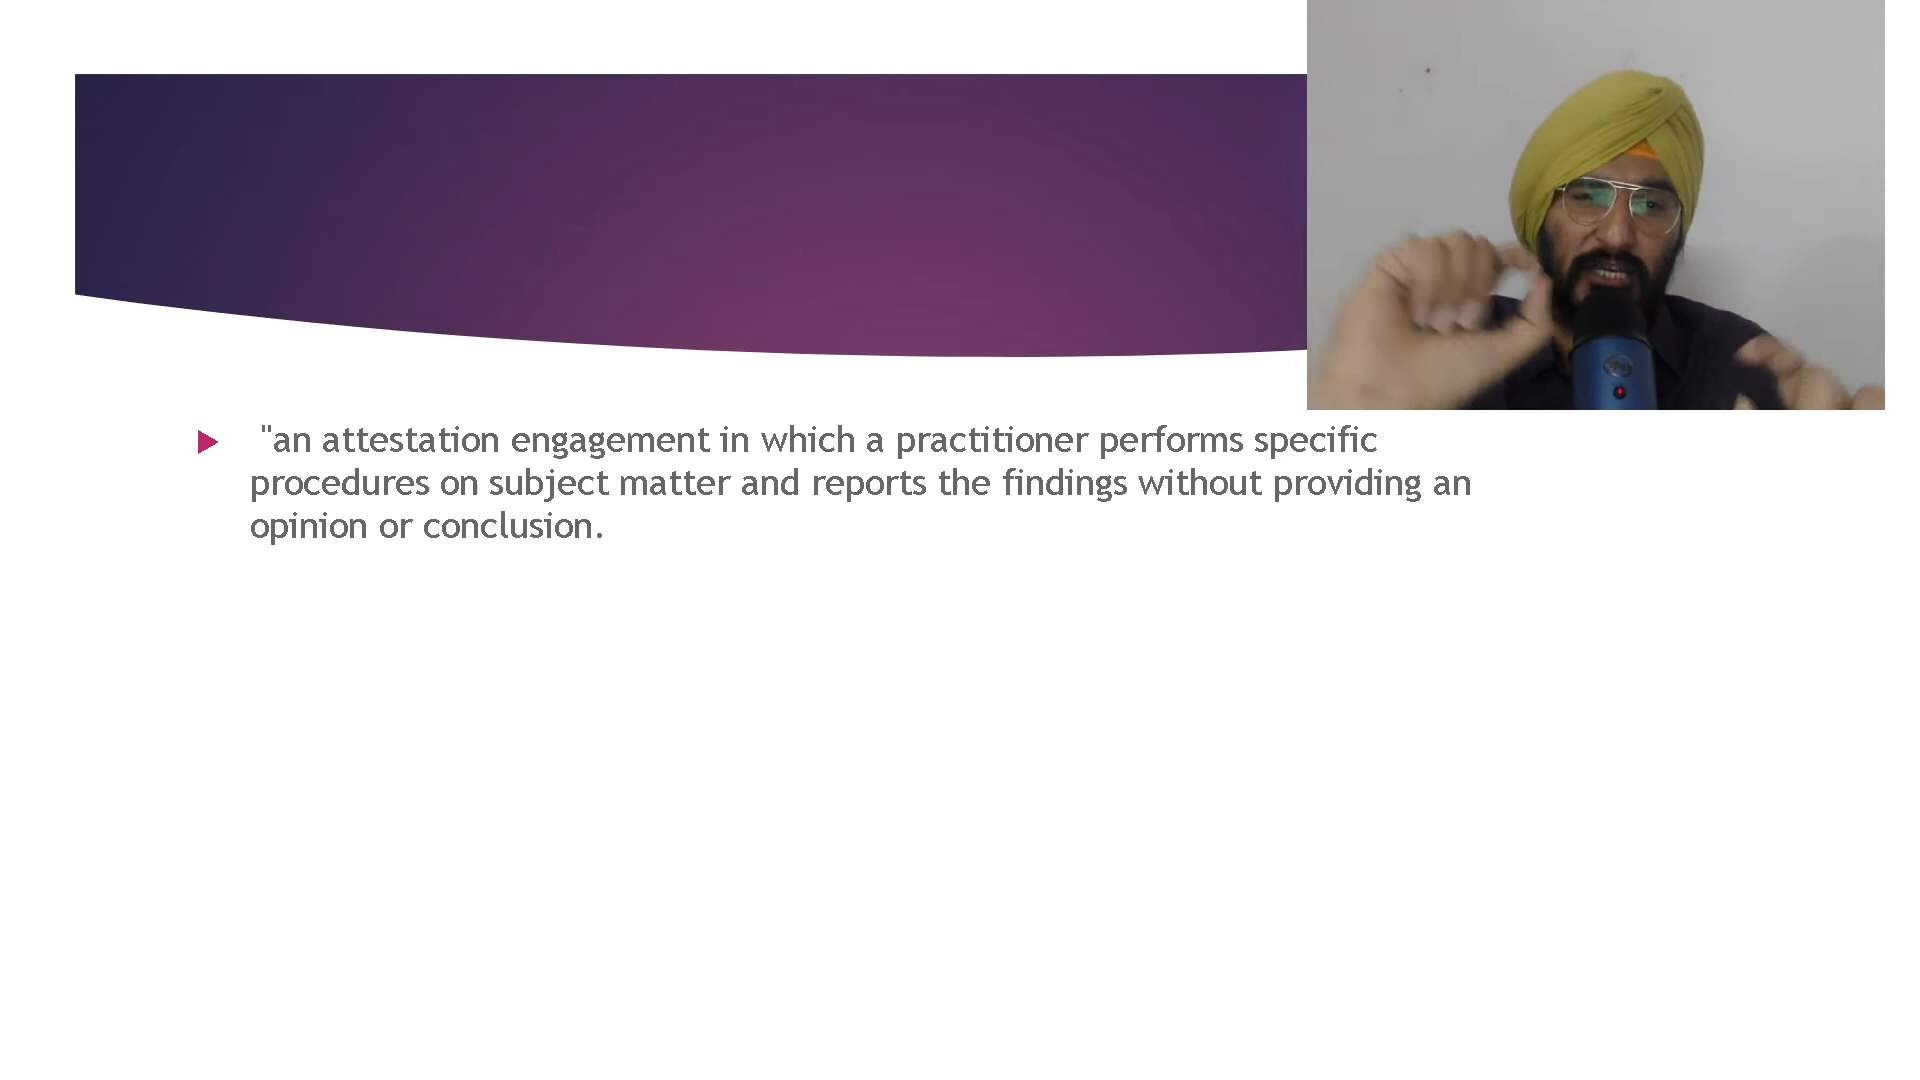 "an attestation engagement in which a practitioner performs specific
procedures on subject matter and reports the findings without providing an
opinion or conclusion.